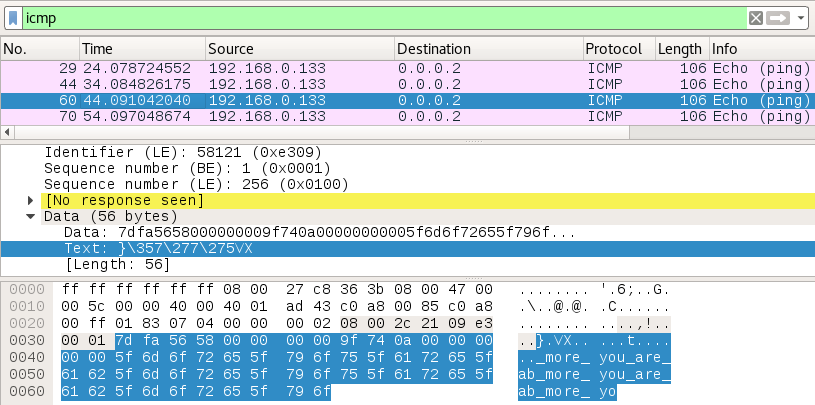 icmp
No. Time Source Destination Protocol Length Info
29 24.078724552 192.168.0.133 0.0.0.2 ICMP 106 Echo (ping)
44 34.084826175 192.168.0.133 0.0.0.2 ICMP 106 Echo (ping)
60 44.091042040 192.168.0.133 0.0.0.2 ICMP 106 Echo (ping)
70 54.097048674 192.168.0.133 0.0.0.2 ICMP 106 Echo (ping)
Identifier (LE): 58121 (0xe309)
Sequence number (BE): 1 (0x0001)
Sequence number (LE): 256 (0x0100)
[No response seen]
Data (56 bytes)
Data: 7dfa5658000000009f740a00000000005f6d6f72655f796f...
Text: }\357\277\275VX
[Length: 56]
0000 ff ff ff ff ff ff 08 00 27 c8 36 3b 08 00 47 00 ........ '.6;..G.
0010 00 5c 00 00 40 00 40 01 ad 43 c0 a8 00 85 c0 a8 .\..@.@. .C......
0020 00 ff 01 83 07 04 00 00 00 02 08 00 2c 21 09 e3 ........ ....,!..
0030 00 01 7d fa 56 58 00 00 00 00 9f 74 0a 00 00 00 ..}.VX.. ...t....
0040 00 00 5f 6d 6f 72 65 5f 79 6f 75 5f 61 72 65 5f .._more_ you_are_
0050 61 62 5f 6d 6f 72 65 5f 79 6f 75 5f 61 72 65 5f ab_more_ you_are_
0060 61 62 5f 6d 6f 72 65 5f 79 6f ab_more_ yo